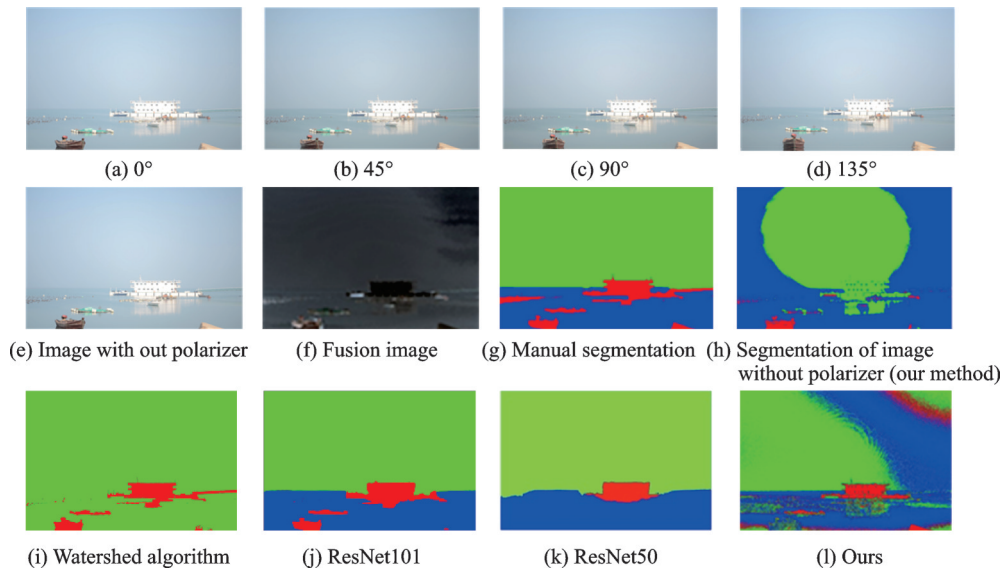 (a) 0°
(b) 45°
(c) 90°
(d) 135°
(e) Image with out polarizer
(f) Fusion image
(g) Manual segmentation
(h) Segmentation of image
without polarizer (our method)
(i) Watershed algorithm
(j) ResNet101
(k) ResNet50
(l) Ours